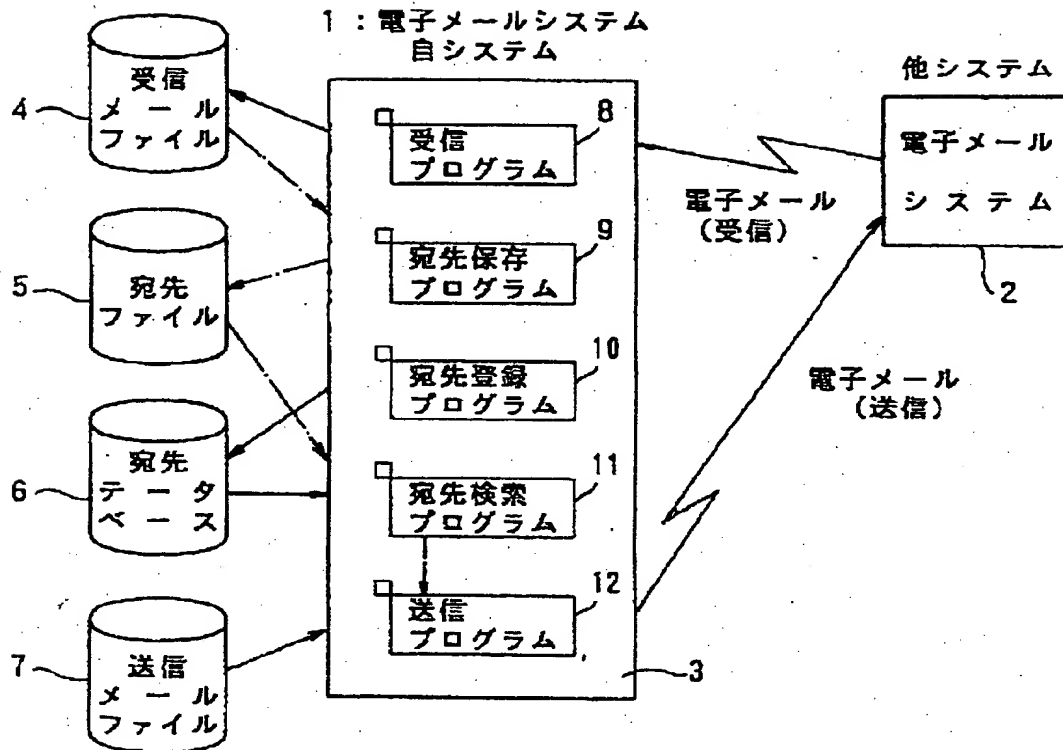 1：電子メールシステム
自システム
他システム
4
受信
メール
ファイル
5
宛先
ファイル
6
宛先
データ
ベース
7
送信
メール
ファイル
受信
プログラム
8
宛先保存
プログラム
9
宛先登録
プログラム
10
宛先検索
プログラム
11
送信
プログラム
12
3
電子メール
（受信）
電子メール
システム
2
電子メール
（送信）